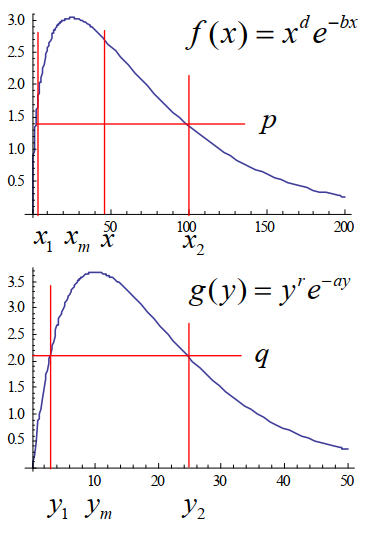 f(x) = x^d e^{-bx}
3.0
2.5
2.0
p
1.5
1.0
0.5
50 100 150 200
x_1 x_m x x_2
g(y) = y^r e^{-ay}
3.5
3.0
2.5
q
2.0
1.5
1.0
0.5
10 20 30 40 50
y_1 y_m y_2